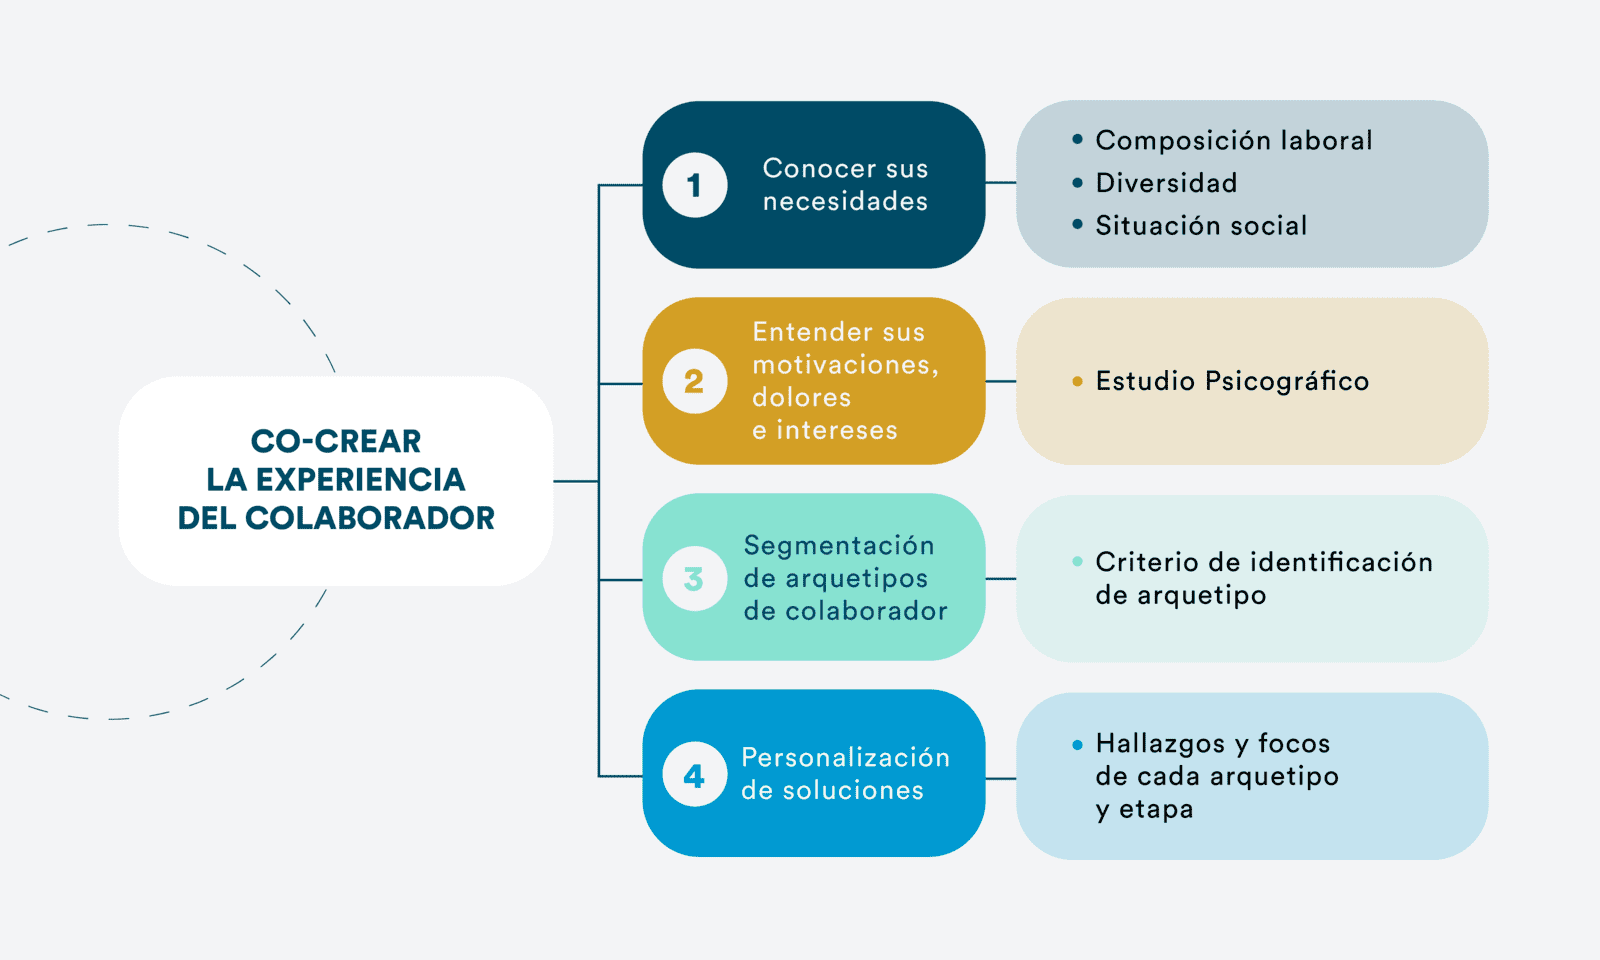 CO-CREAR
LA EXPERIENCIA
DEL COLABORADOR
1
Conocer sus
necesidades
• Composición laboral
• Diversidad
• Situación social
2
Entender sus
motivaciones,
dolores
e intereses
• Estudio Psicográfico
3
Segmentación
de arquetipos
de colaborador
• Criterio de identificación
de arquetipo
4
Personalización
de soluciones
• Hallazgos y focos
de cada arquetipo
y etapa